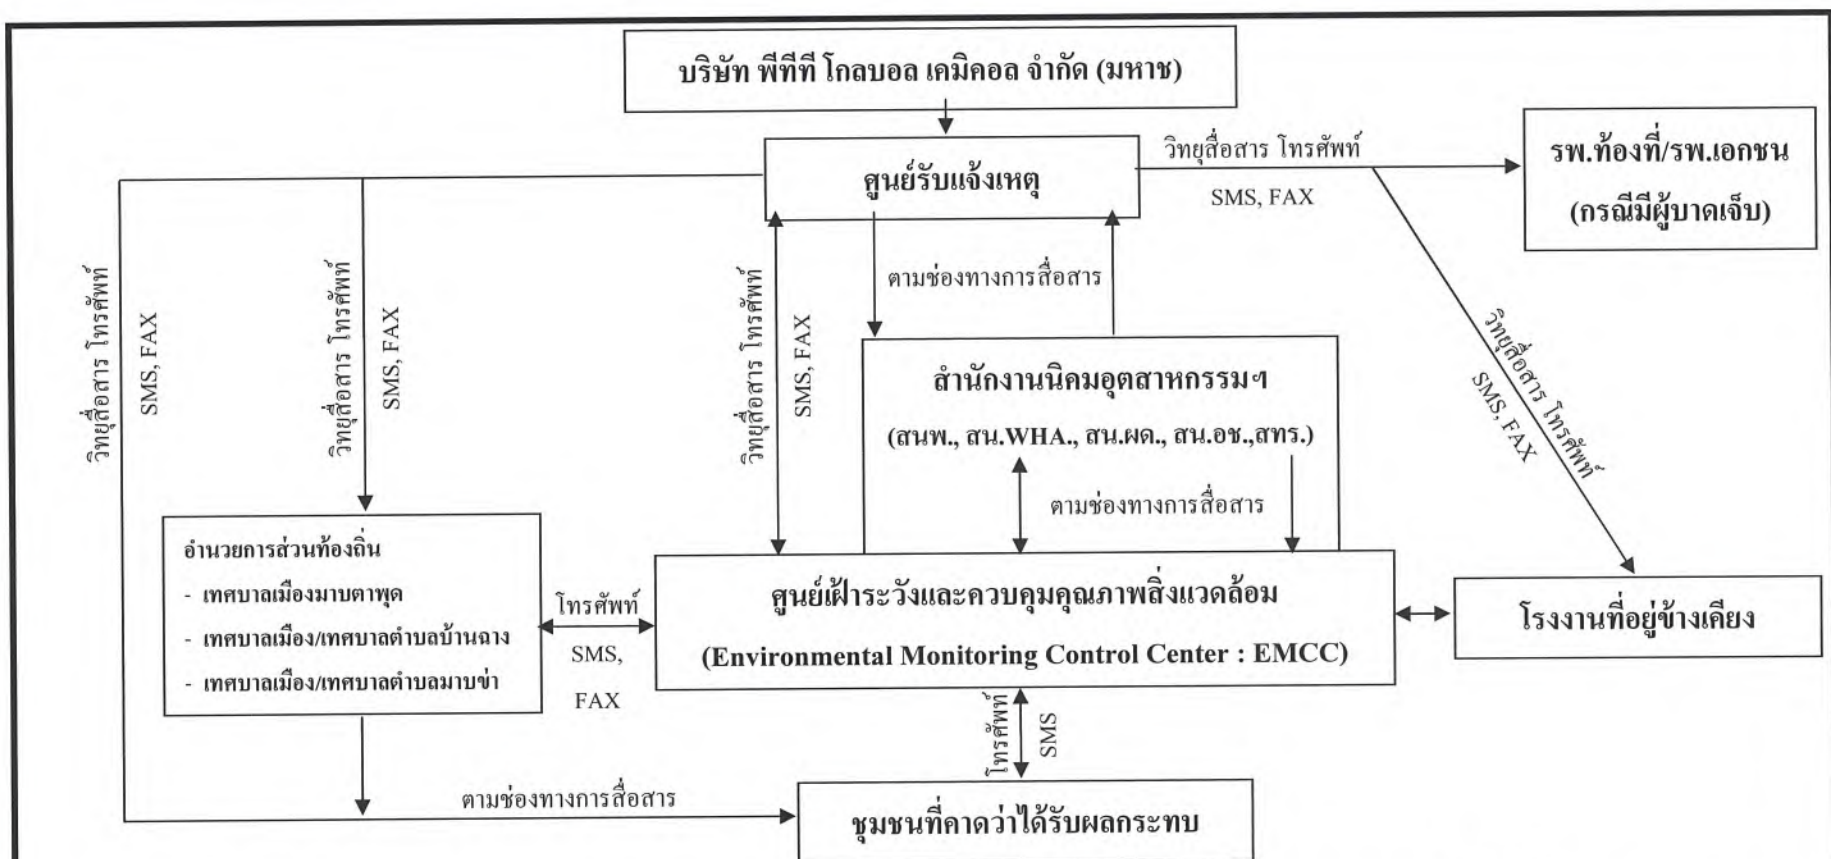 บริษัท พีทีที โกลบอล เคมิคอล จำกัด (มหาช)
ศูนย์รับแจ้งเหตุ
วิทยุสื่อสาร โทรศัพท์
SMS, FAX
รพ.ท้องที่/รพ.เอกชน
(กรณีมีผู้บาดเจ็บ)
วิทยุสื่อสาร โทรศัพท์
SMS, FAX
วิทยุสื่อสาร โทรศัพท์
SMS, FAX
วิทยุสื่อสาร โทรศัพท์
SMS, FAX
ตามช่องทางการสื่อสาร
วิทยุสื่อสาร โทรศัพท์
SMS, FAX
สำนักงานนิคมอุตสาหกรรมฯ
(สนพ., สน.WHA., สน.ผด., สน.อช.,สทร.)
ตามช่องทางการสื่อสาร
อำนวยการส่วนท้องถิ่น
- เทศบาลเมืองมาบตาพุด
- เทศบาลเมือง/เทศบาลตำบลบ้านฉาง
- เทศบาลเมือง/เทศบาลตำบลมาบข่า
โทรศัพท์
SMS,
FAX
ศูนย์เฝ้าระวังและควบคุมคุณภาพสิ่งแวดล้อม
(Environmental Monitoring Control Center : EMCC)
โรงงานที่อยู่ข้างเคียง
โทรศัพท์
SMS
ตามช่องทางการสื่อสาร
ชุมชนที่คาดว่าได้รับผลกระทบ